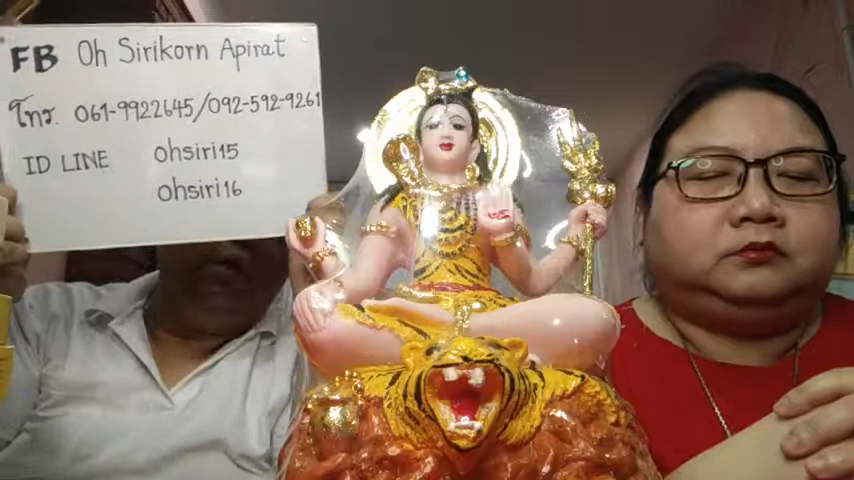 FB Oh Sirikorn Apirat
โทร. 061-9922645/092-592-9261
ID LINE ohsiri15
ohsiri16